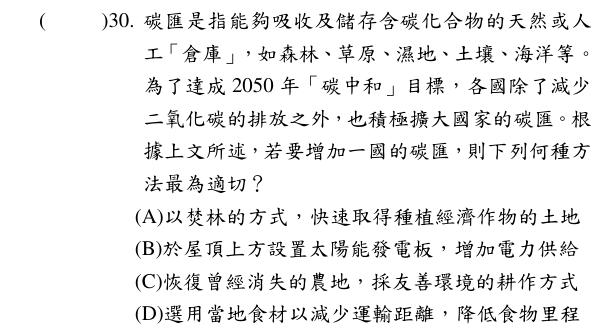 (　　)30. 碳匯是指能夠吸收及儲存含碳化合物的天然或人
工「倉庫」，如森林、草原、濕地、土壤、海洋等。
為了達成 2050 年「碳中和」目標，各國除了減少
二氧化碳的排放之外，也積極擴大國家的碳匯。根
據上文所述，若要增加一國的碳匯，則下列何種方
法最為適切？
(A)以焚林的方式，快速取得種植經濟作物的土地
(B)於屋頂上方設置太陽能發電板，增加電力供給
(C)恢復曾經消失的農地，採友善環境的耕作方式
(D)選用當地食材以減少運輸距離，降低食物里程